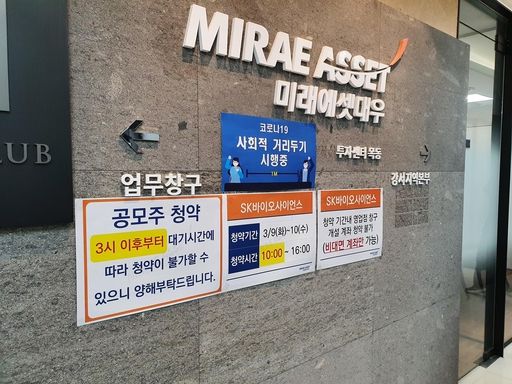 MIRAE ASSET
미래에셋대우
UB
업무창구
투자센터 목동
강서지역본부
코로나19
사회적 거리두기
시행중
1M
공모주 청약
3시 이후부터 대기시간에
따라 청약이 불가할 수
있으니 양해부탁드립니다.
SK바이오사이언스
청약기간 3/9(화)~10(수)
청약시간 10:00 ~ 16:00
SK바이오사이언스
청약 기간내 영업점 창구
개설 계좌 청약 불가
(비대면 계좌만 가능)